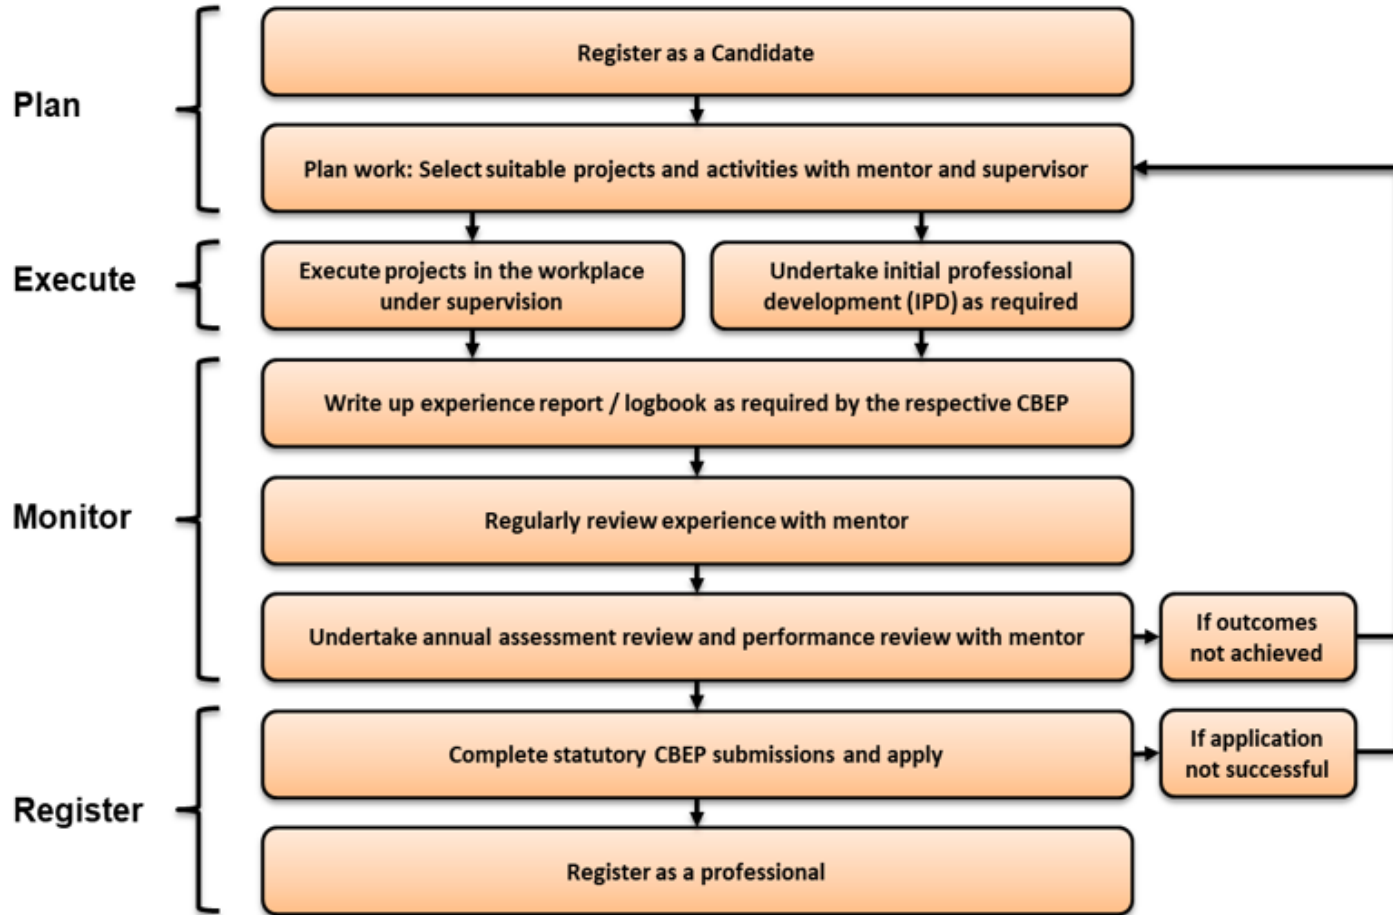 Plan
Register as a Candidate
Plan work: Select suitable projects and activities with mentor and supervisor
Execute
Execute projects in the workplace
under supervision
Undertake initial professional
development (IPD) as required
Monitor
Write up experience report / logbook as required by the respective CBEP
Regularly review experience with mentor
Undertake annual assessment review and performance review with mentor
If outcomes
not achieved
Register
Complete statutory CBEP submissions and apply
If application
not successful
Register as a professional